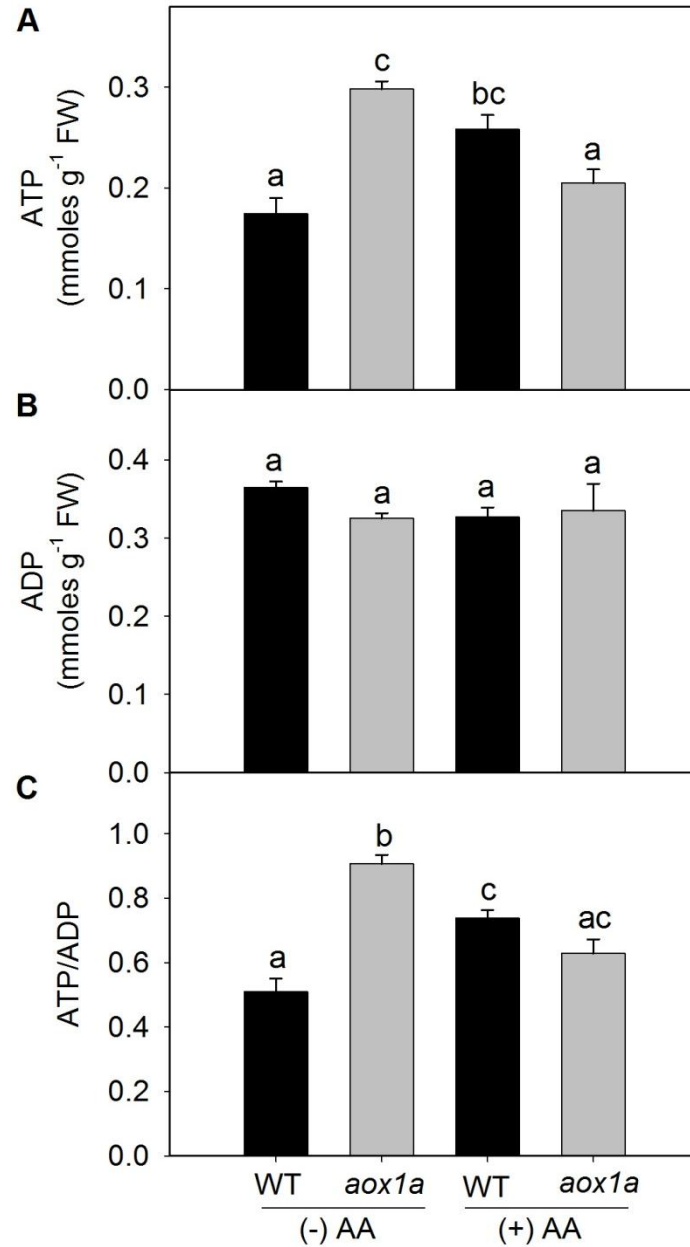 A
ATP
(mmoles g⁻¹ FW)
0.3
0.2
0.1
0.0
a
c
bc
a
B
ADP
(mmoles g⁻¹ FW)
0.4
0.3
0.2
0.1
0.0
a
a
a
a
C
ATP/ADP
1.0
0.8
0.6
0.4
0.2
0.0
a
b
c
ac
WT aox1a WT aox1a
(-) AA (+) AA